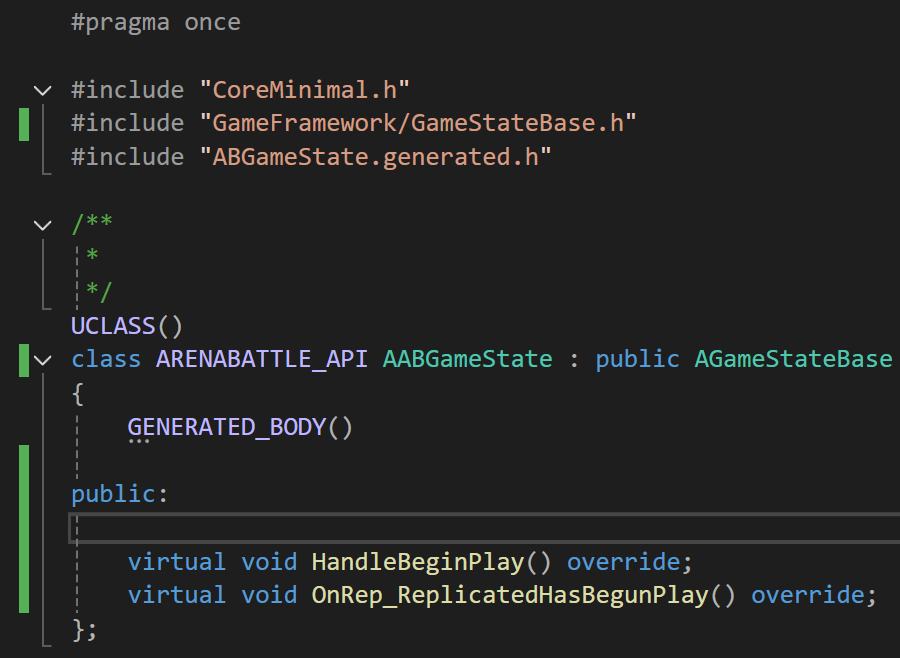 #pragma once
#include "CoreMinimal.h"
#include "GameFramework/GameStateBase.h"
#include "ABGameState.generated.h"
/**
 *
 */
UCLASS()
class ARENABATTLE_API AABGameState : public AGameStateBase
{
    GENERATED_BODY()
public:
    virtual void HandleBeginPlay() override;
    virtual void OnRep_ReplicatedHasBegunPlay() override;
};